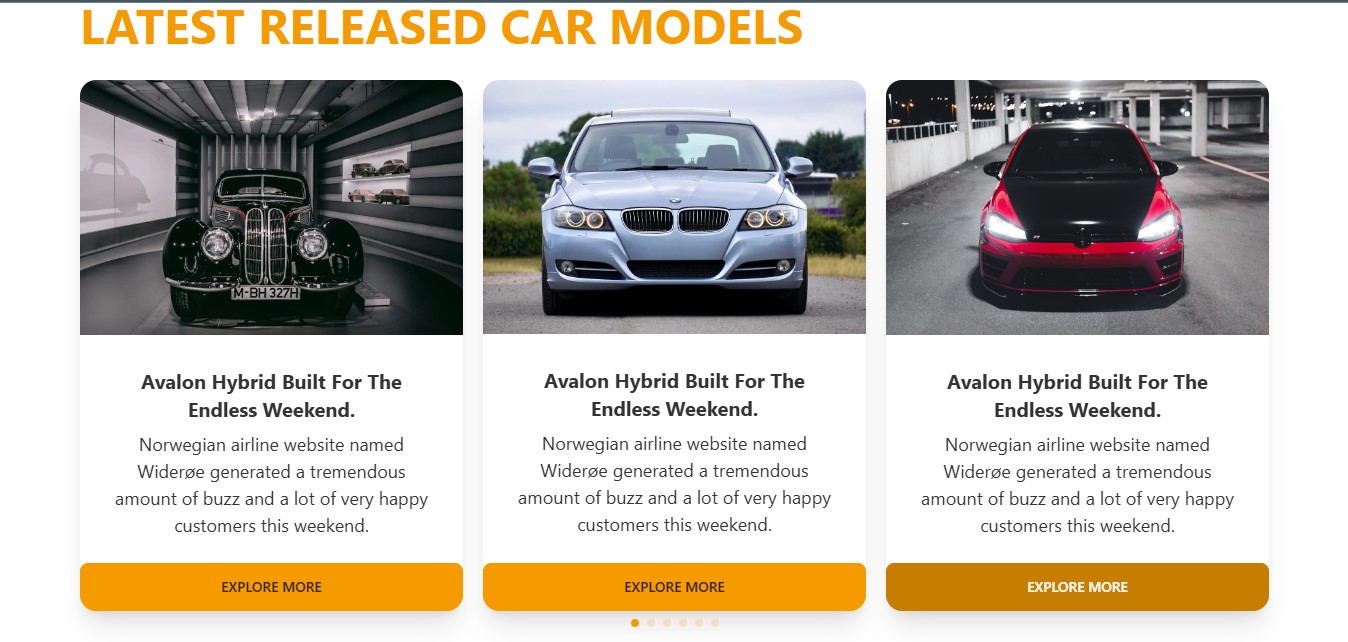 LATEST RELEASED CAR MODELS
M-BH 327H
Avalon Hybrid Built For The
Endless Weekend.
Norwegian airline website named
Widerøe generated a tremendous
amount of buzz and a lot of very happy
customers this weekend.
EXPLORE MORE
Avalon Hybrid Built For The
Endless Weekend.
Norwegian airline website named
Widerøe generated a tremendous
amount of buzz and a lot of very happy
customers this weekend.
EXPLORE MORE
Avalon Hybrid Built For The
Endless Weekend.
Norwegian airline website named
Widerøe generated a tremendous
amount of buzz and a lot of very happy
customers this weekend.
EXPLORE MORE